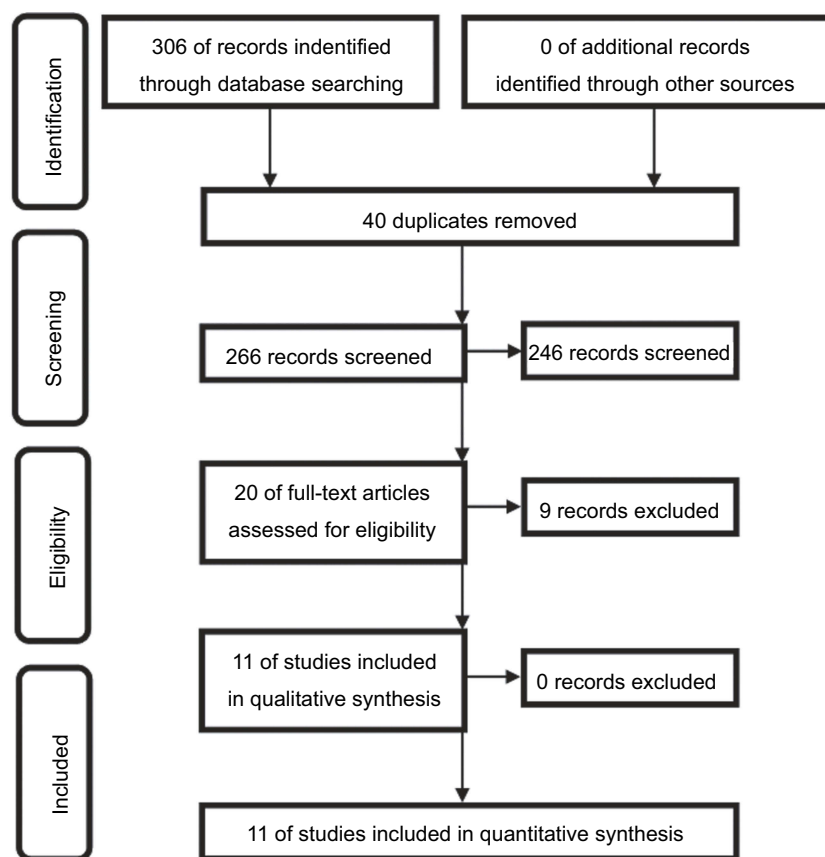 Identification
306 of records indentified
through database searching
0 of additional records
identified through other sources
40 duplicates removed
Screening
266 records screened
246 records screened
Eligibility
20 of full-text articles
assessed for eligibility
9 records excluded
Included
11 of studies included
in qualitative synthesis
0 records excluded
11 of studies included in quantitative synthesis